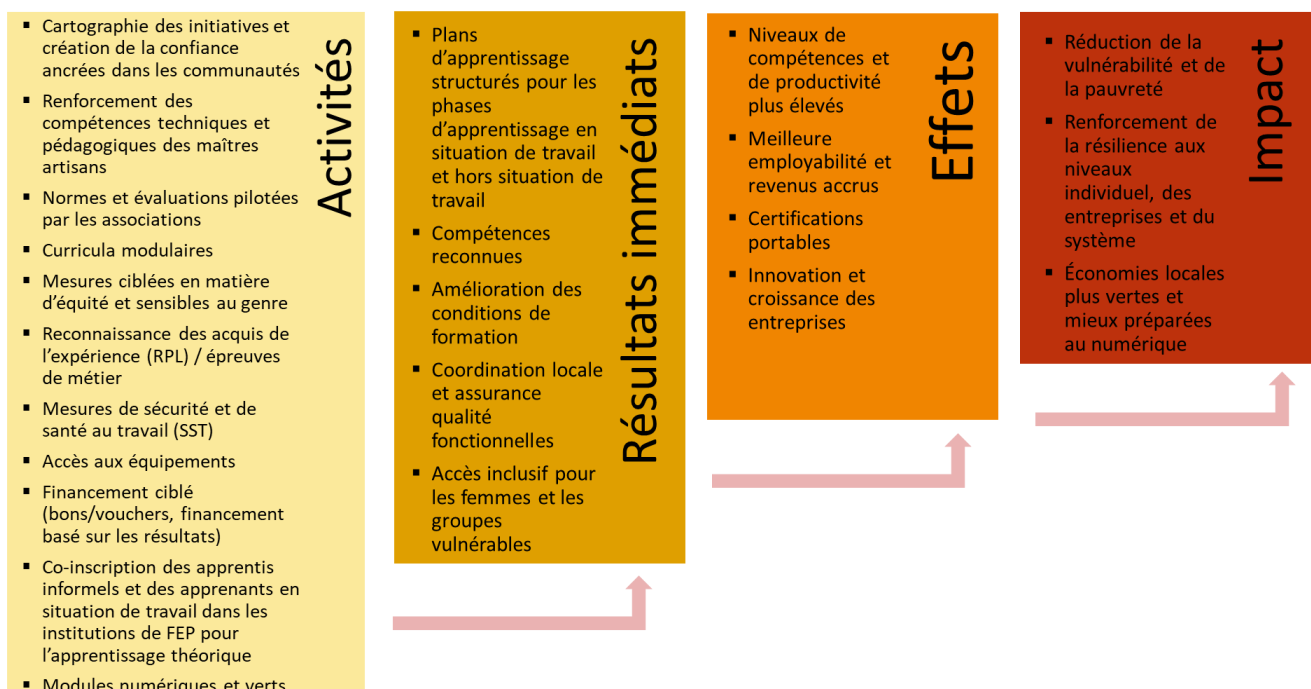 Activités
▪ Cartographie des initiatives et
création de la confiance
ancrées dans les communautés
▪ Renforcement des
compétences techniques et
pédagogiques des maîtres
artisans
▪ Normes et évaluations pilotées
par les associations
▪ Curricula modulaires
▪ Mesures ciblées en matière
d’équité et sensibles au genre
▪ Reconnaissance des acquis de
l’expérience (RPL) / épreuves
de métier
▪ Mesures de sécurité et de
santé au travail (SST)
▪ Accès aux équipements
▪ Financement ciblé
(bons/vouchers, financement
basé sur les résultats)
▪ Co-inscription des apprentis
informels et des apprenants en
situation de travail dans les
institutions de FEP pour
l’apprentissage théorique
▪ Modules numériques et verts
Résultats immédiats
▪ Plans
d’apprentissage
structurés pour les
phases
d’apprentissage en
situation de travail
et hors situation de
travail
▪ Compétences
reconnues
▪ Amélioration des
conditions de
formation
▪ Coordination locale
et assurance
qualité
fonctionnelles
▪ Accès inclusif pour
les femmes et les
groupes
vulnérables
Effets
▪ Niveaux de
compétences et
de productivité
plus élevés
▪ Meilleure
employabilité et
revenus accrus
▪ Certifications
portables
▪ Innovation et
croissance des
entreprises
Impact
▪ Réduction de la
vulnérabilité et de
la pauvreté
▪ Renforcement de
la résilience aux
niveaux
individuel, des
entreprises et du
système
▪ Économies locales
plus vertes et
mieux préparées
au numérique